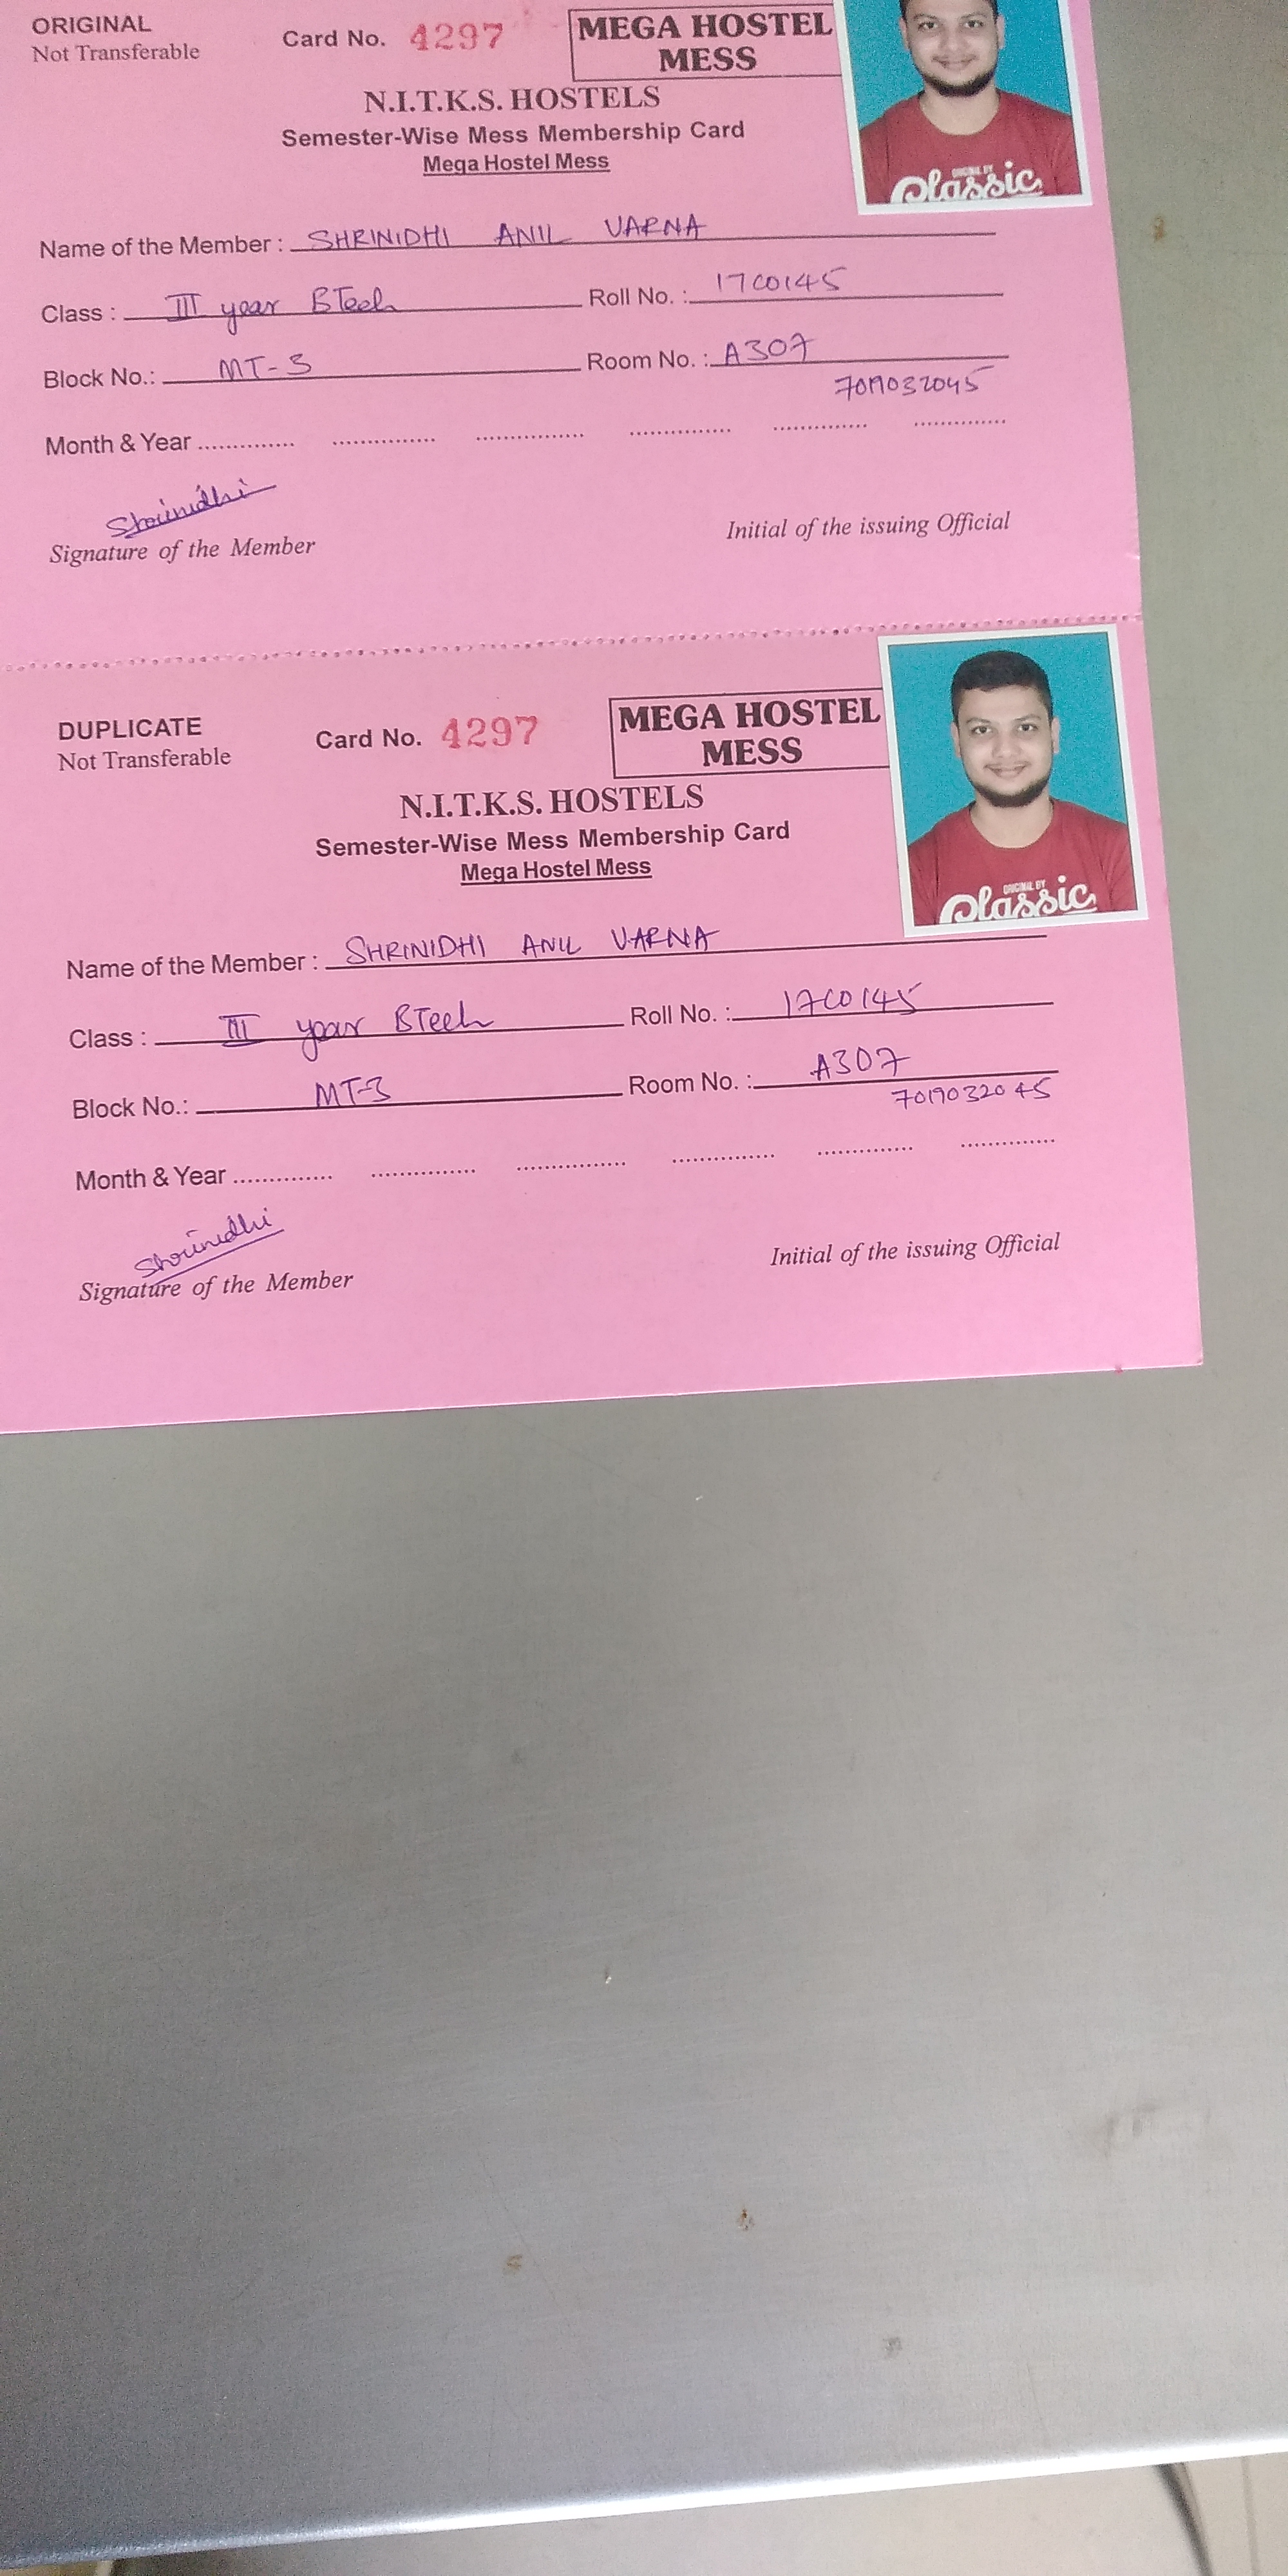 ORIGINAL
Not Transferable
Card No. 4297
MEGA HOSTEL
MESS
N.I.T.K.S. HOSTELS
Semester-Wise Mess Membership Card
Mega Hostel Mess
ORIGINAL BY
Classic
Name of the Member : SHRINIDHI ANIL VARNA
Class : III year BTech Roll No. : 17CO145
Block No.: MT-3 Room No. : A307
7019032045
Month & Year .............. ............... ............... ............... .............. ..............
Shrinidhi
Signature of the Member Initial of the issuing Official
DUPLICATE
Not Transferable
Card No. 4297
MEGA HOSTEL
MESS
N.I.T.K.S. HOSTELS
Semester-Wise Mess Membership Card
Mega Hostel Mess
ORIGINAL BY
Classic
Name of the Member : SHRINIDHI ANIL VARNA
Class : III year BTech Roll No. : 17CO145
Block No.: MT-3 Room No. : A307
7019032045
Month & Year .............. ............... ............... ............... .............. ..............
Shrinidhi
Signature of the Member Initial of the issuing Official